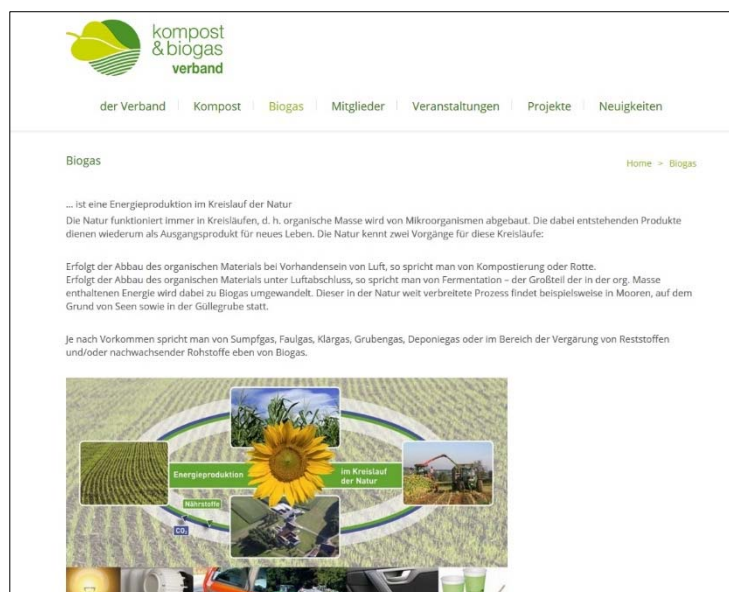 kompost
& biogas
verband
der Verband
Kompost
Biogas
Mitglieder
Veranstaltungen
Projekte
Neuigkeiten
Biogas
Home > Biogas
... ist eine Energieproduktion im Kreislauf der Natur
Die Natur funktioniert immer in Kreisläufen, d. h. organische Masse wird von Mikroorganismen abgebaut. Die dabei entstehenden Produkte
dienen wiederum als Ausgangsprodukt für neues Leben. Die Natur kennt zwei Vorgänge für diese Kreisläufe:
Erfolgt der Abbau des organischen Materials bei Vorhandensein von Luft, so spricht man von Kompostierung oder Rotte.
Erfolgt der Abbau des organischen Materials unter Luftabschluss, so spricht man von Fermentation – der Großteil der in der org. Masse
enthaltenen Energie wird dabei zu Biogas umgewandelt. Dieser in der Natur weit verbreitete Prozess findet beispielsweise in Mooren, auf dem
Grund von Seen sowie in der Güllegrube statt.
Je nach Vorkommen spricht man von Sumpfgas, Faulgas, Klärgas, Grubengas, Deponiegas oder im Bereich der Vergärung von Reststoffen
und/oder nachwachsender Rohstoffe eben von Biogas.
Energieproduktion
im Kreislauf
der Natur
Nährstoffe
CO₂